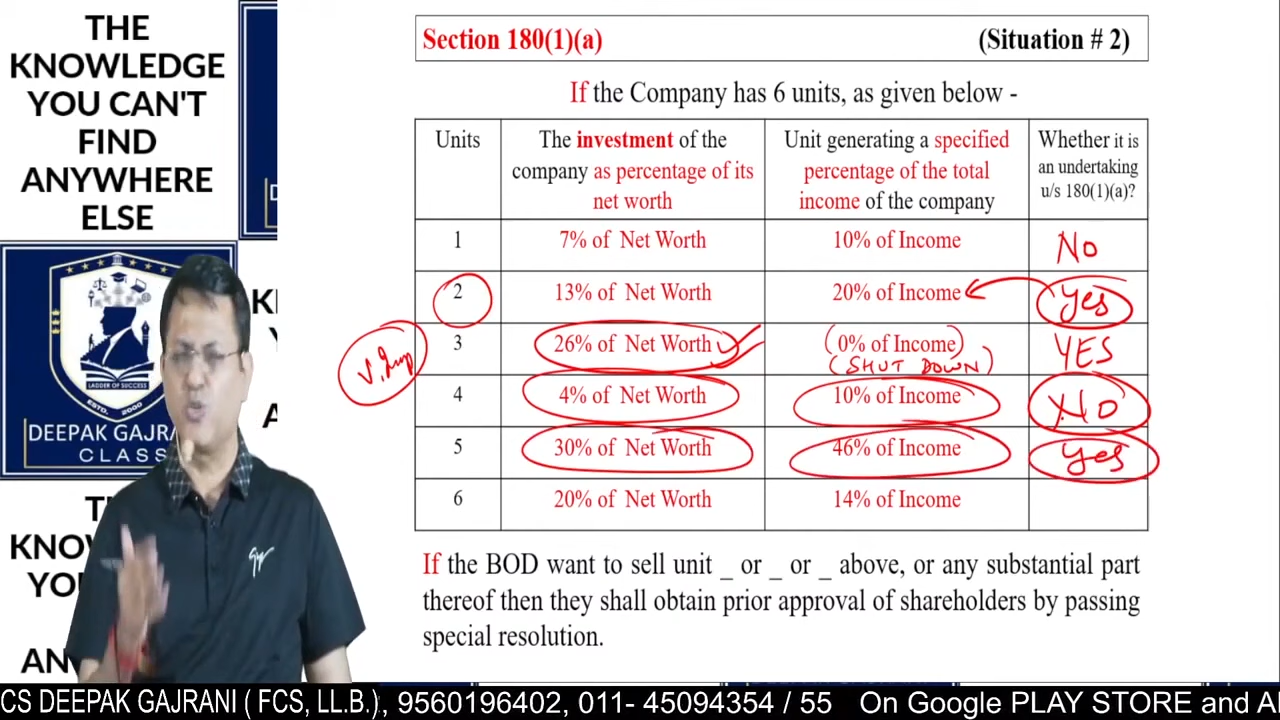 THE
KNOWLEDGE
YOU CAN'T
FIND
ANYWHERE
ELSE
LADDER OF SUCCESS
ESTD. 2000
DEEPAK GAJRA
CLASS
Section 180(1)(a) (Situation # 2)
If the Company has 6 units, as given below -
Units
The investment of the
company as percentage of its
net worth
Unit generating a specified
percentage of the total
income of the company
Whether it is
an undertaking
u/s 180(1)(a)?
1 7% of Net Worth 10% of Income No
2 13% of Net Worth 20% of Income Yes
V.Imp
3 26% of Net Worth (0% of Income) YES
(SHUT DOWN)
4 4% of Net Worth 10% of Income No
5 30% of Net Worth 46% of Income Yes
6 20% of Net Worth 14% of Income
If the BOD want to sell unit _ or _ or _ above, or any substantial part
thereof then they shall obtain prior approval of shareholders by passing
special resolution.
CS DEEPAK GAJRANI ( FCS, LL.B.), 9560196402, 011- 45094354 / 55 On Google PLAY STORE and A